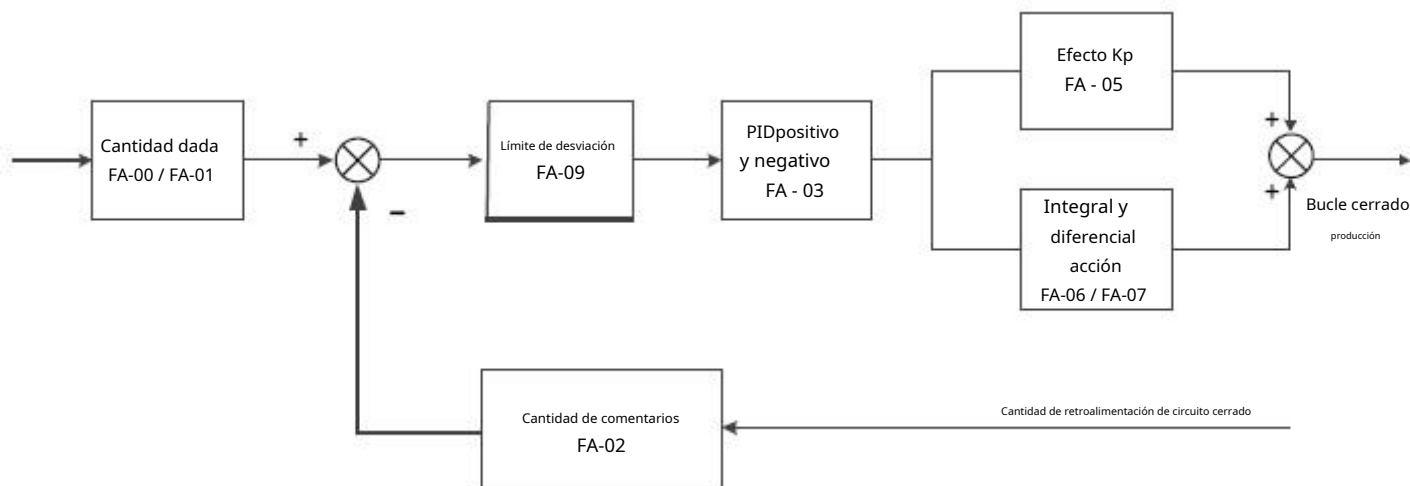 Cantidad dada
FA-00 / FA-01
+
−
Límite de desviación
FA-09
PIDpositivo
y negativo
FA - 03
Efecto Kp
FA - 05
Integral y
diferencial
acción
FA-06 / FA-07
+
+
Bucle cerrado
producción
Cantidad de comentarios
FA-02
Cantidad de retroalimentación de circuito cerrado